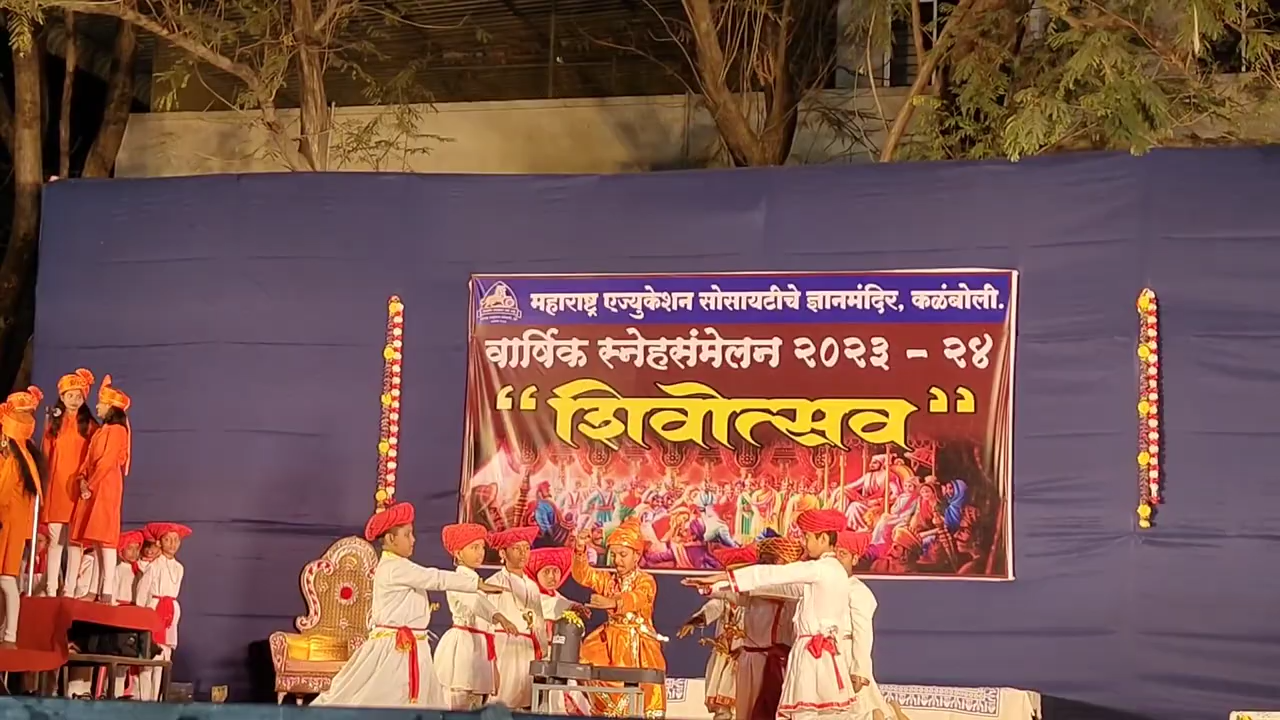 महाराष्ट्र एज्युकेशन सोसायटीचे ज्ञानमंदिर, कळंबोली.
वार्षिक स्नेहसंमेलन २०२३ - २४
“शिवोत्सव”